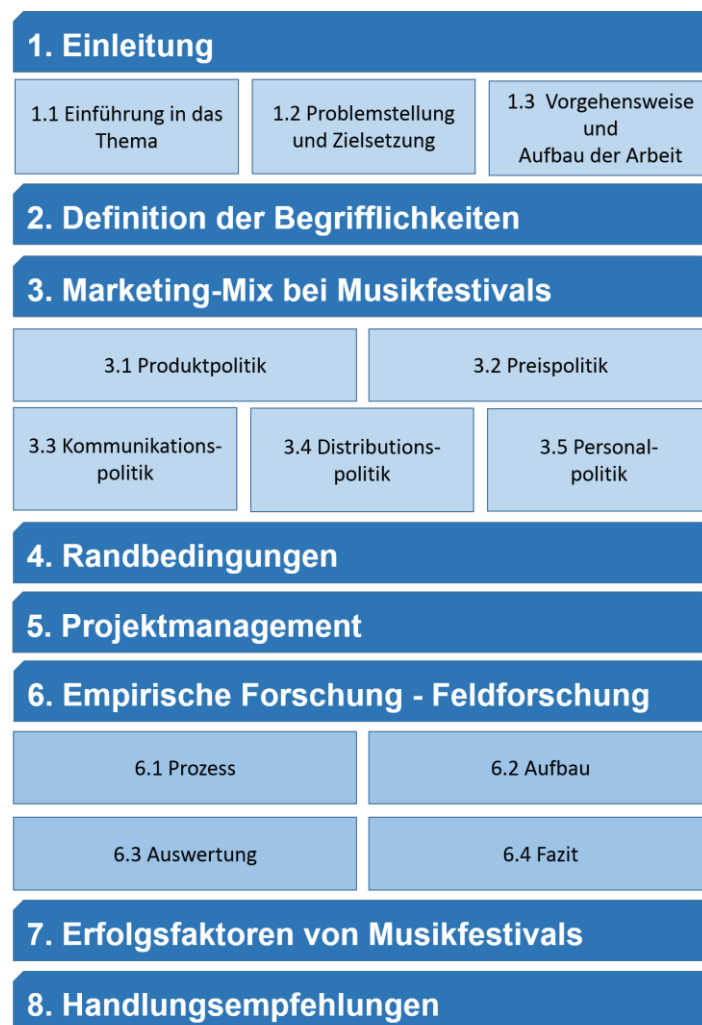 1. Einleitung
1.1 Einführung in das
Thema
1.2 Problemstellung
und Zielsetzung
1.3 Vorgehensweise
und
Aufbau der Arbeit
2. Definition der Begrifflichkeiten
3. Marketing-Mix bei Musikfestivals
3.1 Produktpolitik
3.2 Preispolitik
3.3 Kommunikations-
politik
3.4 Distributions-
politik
3.5 Personal-
politik
4. Randbedingungen
5. Projektmanagement
6. Empirische Forschung - Feldforschung
6.1 Prozess
6.2 Aufbau
6.3 Auswertung
6.4 Fazit
7. Erfolgsfaktoren von Musikfestivals
8. Handlungsempfehlungen